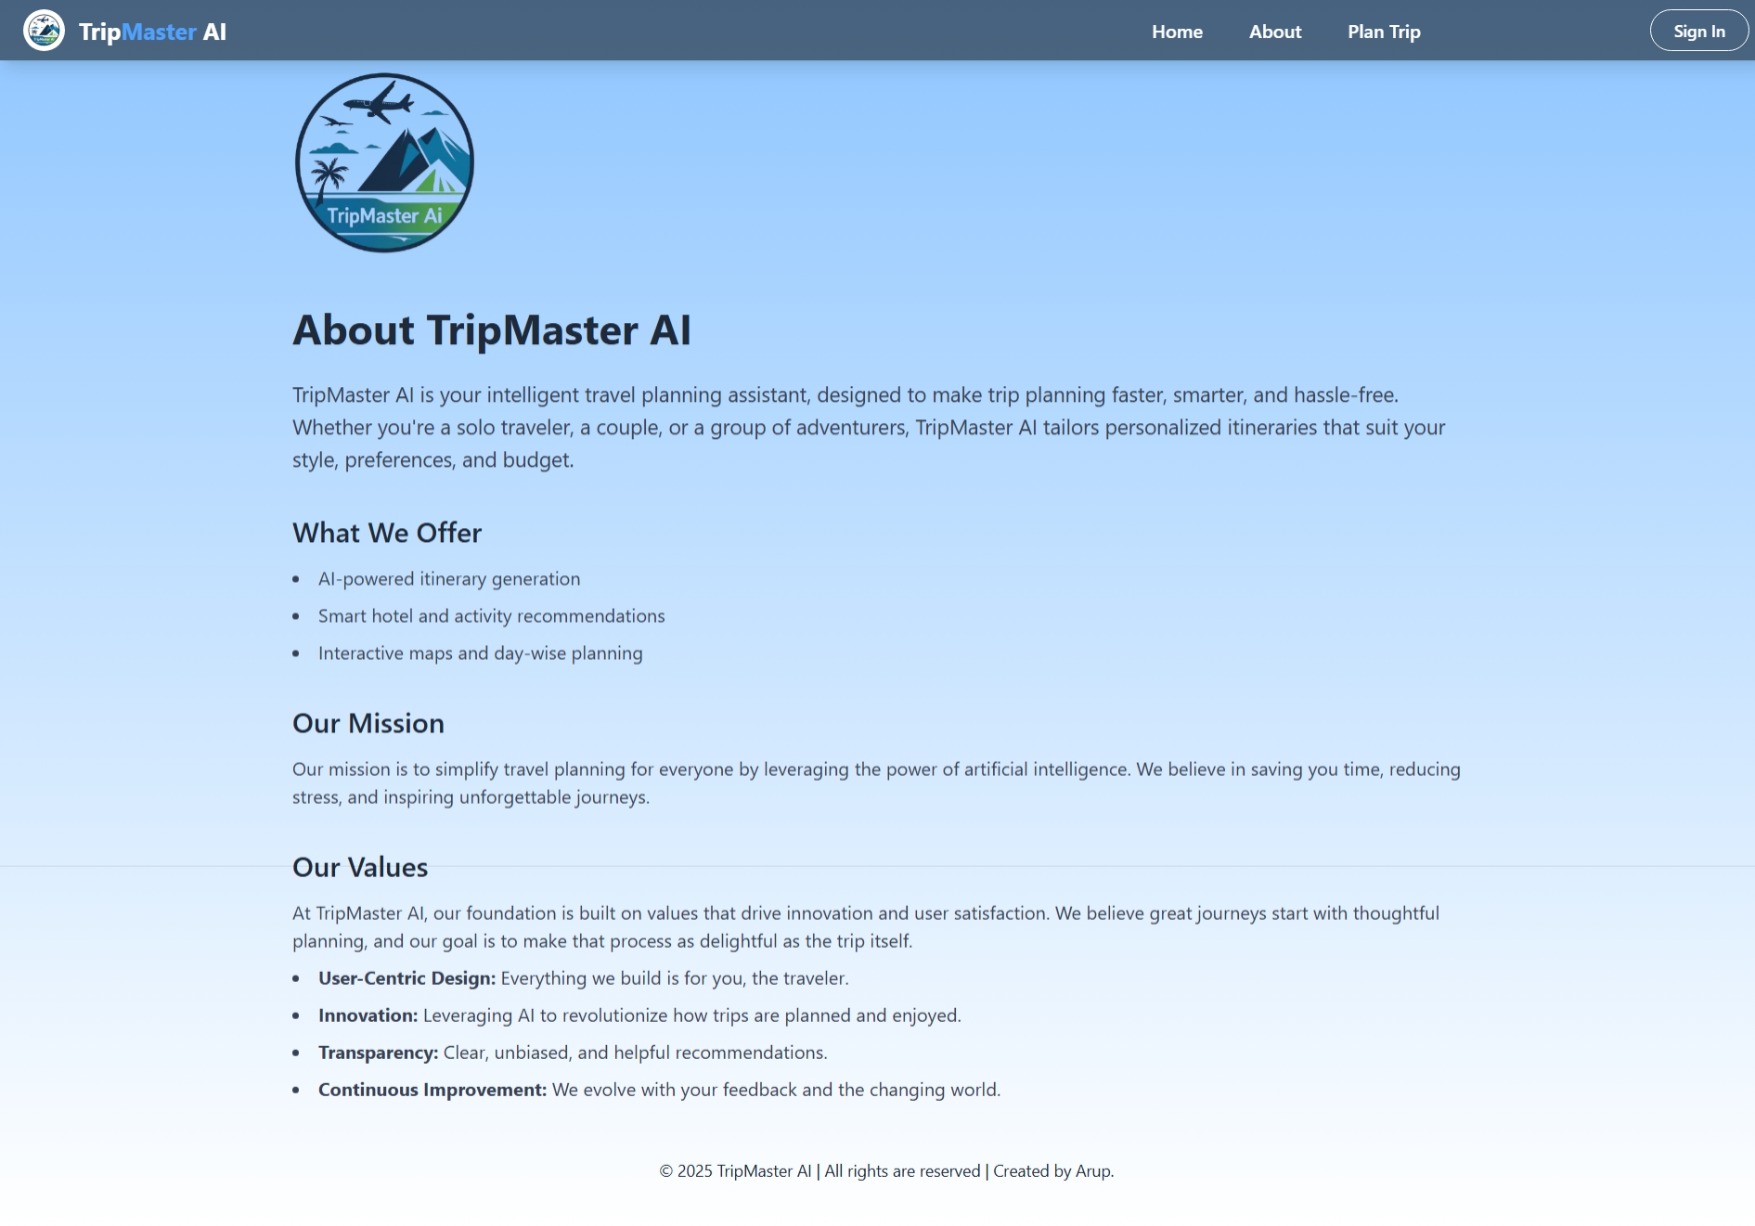 TripMaster AI
Home
About
Plan Trip
Sign In
TripMaster Ai
About TripMaster AI
TripMaster AI is your intelligent travel planning assistant, designed to make trip planning faster, smarter, and hassle-free.
Whether you're a solo traveler, a couple, or a group of adventurers, TripMaster AI tailors personalized itineraries that suit your
style, preferences, and budget.
What We Offer
• AI-powered itinerary generation
• Smart hotel and activity recommendations
• Interactive maps and day-wise planning
Our Mission
Our mission is to simplify travel planning for everyone by leveraging the power of artificial intelligence. We believe in saving you time, reducing
stress, and inspiring unforgettable journeys.
Our Values
At TripMaster AI, our foundation is built on values that drive innovation and user satisfaction. We believe great journeys start with thoughtful
planning, and our goal is to make that process as delightful as the trip itself.
• User-Centric Design: Everything we build is for you, the traveler.
• Innovation: Leveraging AI to revolutionize how trips are planned and enjoyed.
• Transparency: Clear, unbiased, and helpful recommendations.
• Continuous Improvement: We evolve with your feedback and the changing world.
© 2025 TripMaster AI | All rights are reserved | Created by Arup.